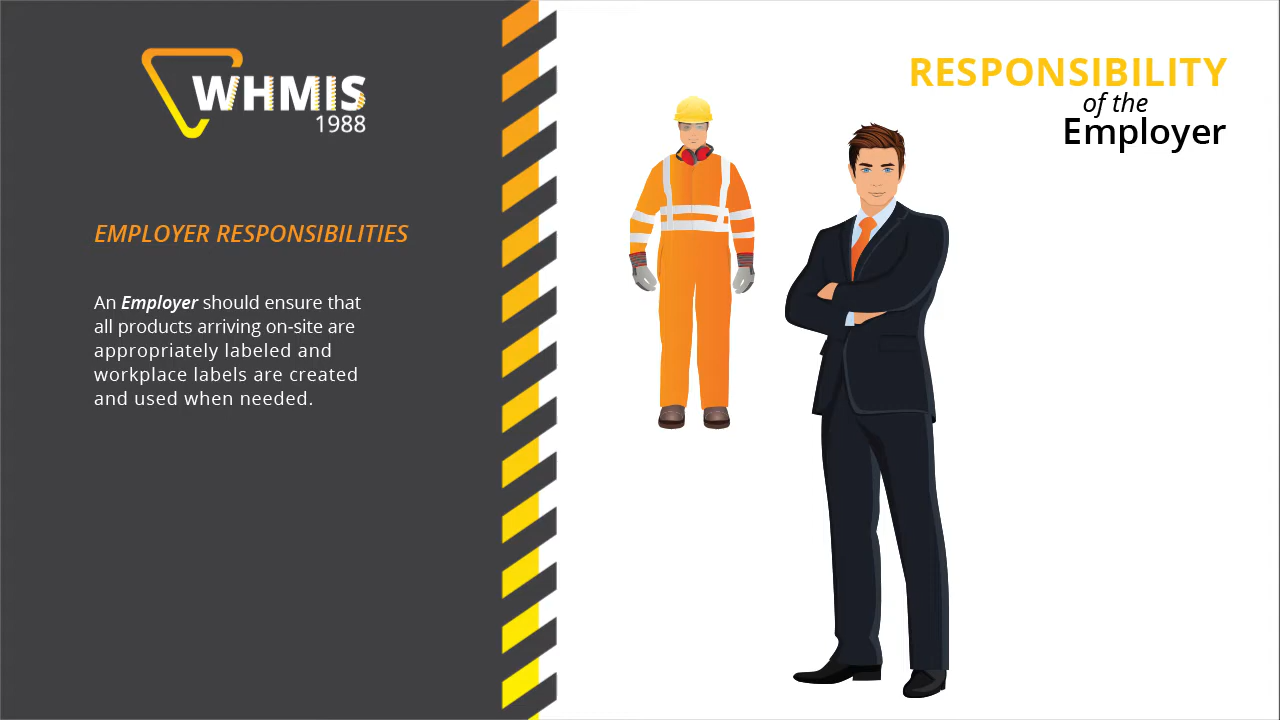 WHMIS
1988
EMPLOYER RESPONSIBILITIES
An Employer should ensure that
all products arriving on-site are
appropriately labeled and
workplace labels are created
and used when needed.
RESPONSIBILITY
of the
Employer